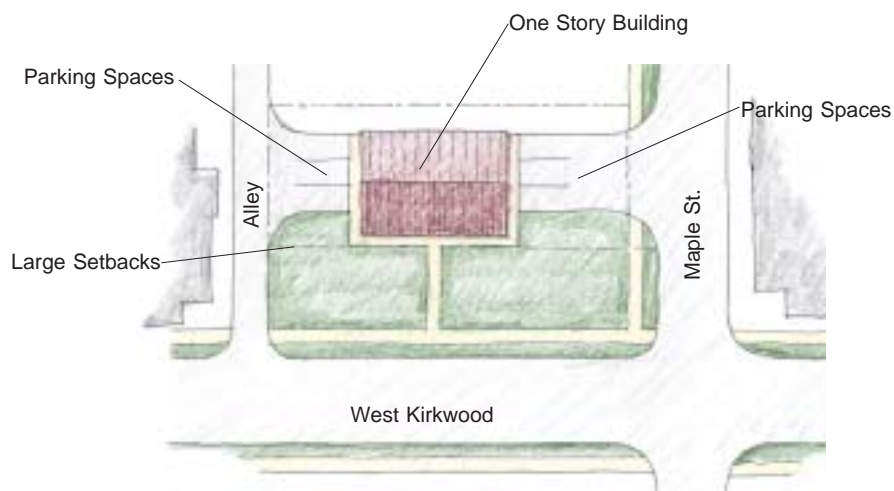 One Story Building
Parking Spaces
Parking Spaces
Alley
Maple St.
Large Setbacks
West Kirkwood